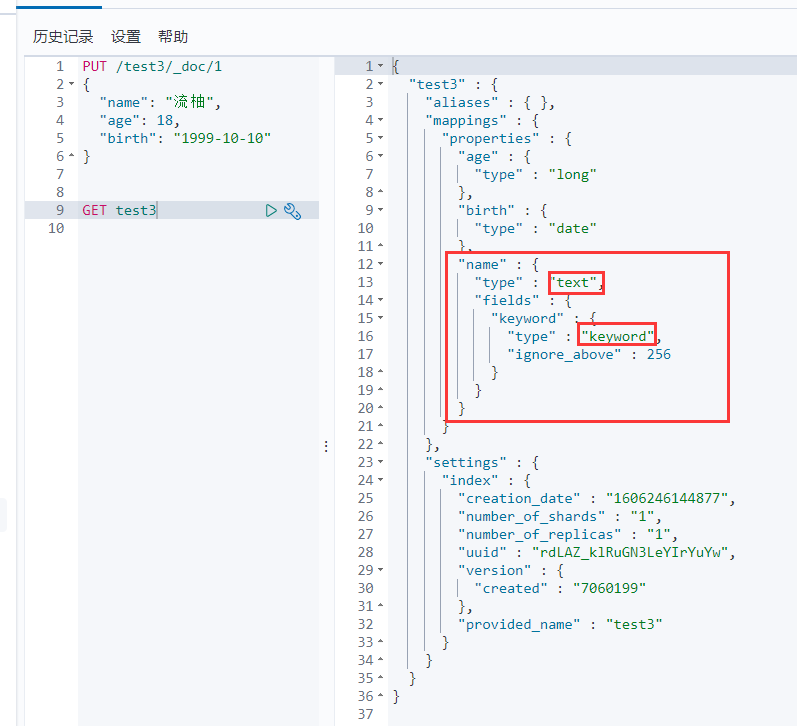 历史记录 设置 帮助
1 PUT /test3/_doc/1
2 {
3 "name": "流柚",
4 "age": 18,
5 "birth": "1999-10-10"
6 }
7
8
9 GET test3
10
1 {
2 "test3" : {
3 "aliases" : { },
4 "mappings" : {
5 "properties" : {
6 "age" : {
7 "type" : "long"
8 },
9 "birth" : {
10 "type" : "date"
11 },
12 "name" : {
13 "type" : "text",
14 "fields" : {
15 "keyword" : {
16 "type" : "keyword",
17 "ignore_above" : 256
18 }
19 }
20 }
21 }
22 },
23 "settings" : {
24 "index" : {
25 "creation_date" : "1606246144877",
26 "number_of_shards" : "1",
27 "number_of_replicas" : "1",
28 "uuid" : "rdLAZ_klRuGN3LeYIrYuYw",
29 "version" : {
30 "created" : "7060199"
31 },
32 "provided_name" : "test3"
33 }
34 }
35 }
36 }
37